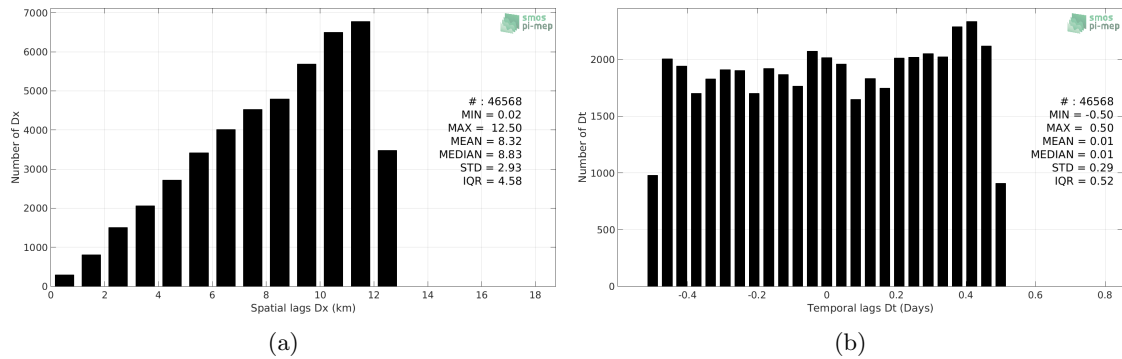 7000
6000
5000
4000
3000
2000
1000
0
Number of Dx
smos
pi-mep
# : 46568
MIN = 0.02
MAX = 12.50
MEAN = 8.32
MEDIAN = 8.83
STD = 2.93
IQR = 4.58
0 2 4 6 8 10 12 14 16 18
Spatial lags Dx (km)
(a)
2000
1500
1000
500
0
Number of Dt
smos
pi-mep
# : 46568
MIN = -0.50
MAX = 0.50
MEAN = 0.01
MEDIAN = 0.01
STD = 0.29
IQR = 0.52
-0.4 -0.2 0 0.2 0.4 0.6 0.8
Temporal lags Dt (Days)
(b)